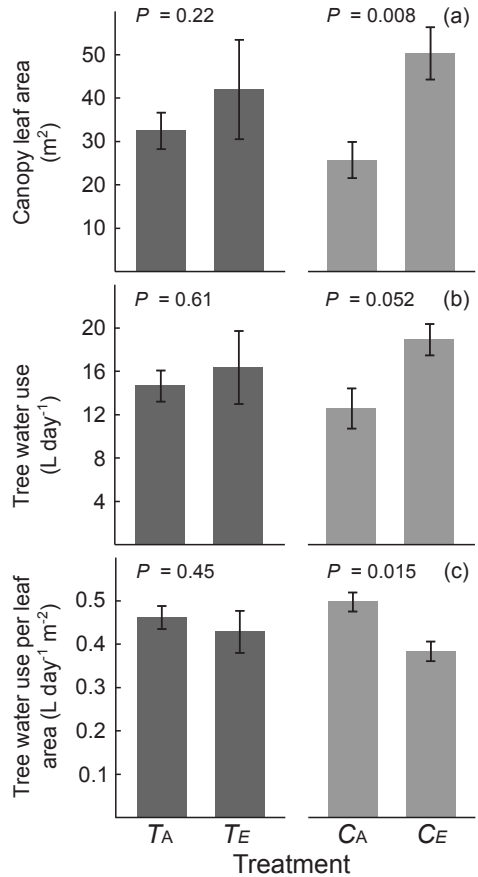 P = 0.22
P = 0.008
(a)
Canopy leaf area
(m²)
50
40
30
20
10
P = 0.61
P = 0.052
(b)
Tree water use
(L day⁻¹)
20
16
12
8
4
P = 0.45
P = 0.015
(c)
Tree water use per leaf
area (L day⁻¹ m⁻²)
0.5
0.4
0.3
0.2
0.1
TA
TE
CA
CE
Treatment